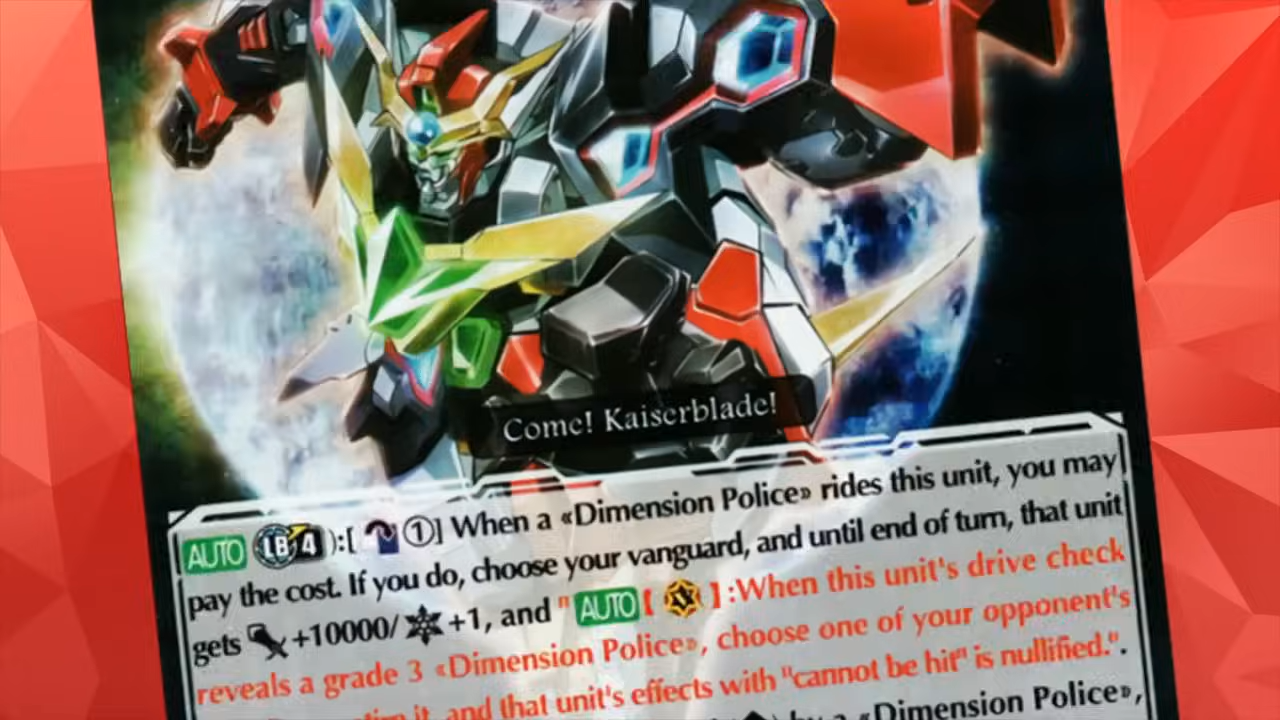 Come! Kaiserblade!
AUTO LB 4 ):[ ①] When a «Dimension Police» rides this unit, you may
pay the cost. If you do, choose your vanguard, and until end of turn, that unit
gets +10000/ +1, and "AUTO[ ]:When this unit's drive check
reveals a grade 3 «Dimension Police», choose one of your opponent's
it, and that unit's effects with "cannot be hit" is nullified.".
by a «Dimension Police»,